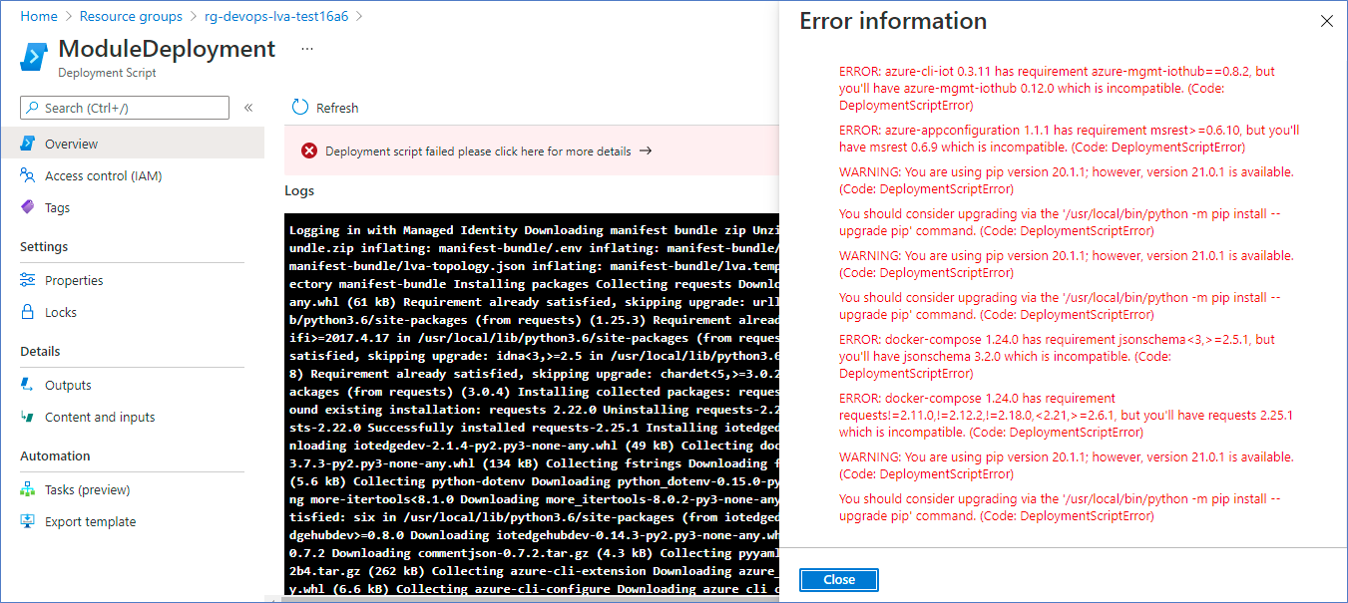 Home > Resource groups > rg-devops-lva-test16a6 >
ModuleDeployment ...
Deployment Script
Search (Ctrl+/) «
Overview
Access control (IAM)
Tags
Settings
Properties
Locks
Details
Outputs
Content and inputs
Automation
Tasks (preview)
Export template
Refresh
Deployment script failed please click here for more details →
Logs
Logging in with Managed Identity Downloading manifest bundle zip Unzi
undle.zip inflating: manifest-bundle/.env inflating: manifest-bundle/
manifest-bundle/lva-topology.json inflating: manifest-bundle/lva.temp
ectory manifest-bundle Installing packages Collecting requests Downlo
any.whl (61 kB) Requirement already satisfied, skipping upgrade: urll
b/python3.6/site-packages (from requests) (1.25.3) Requirement alread
ifi>=2017.4.17 in /usr/local/lib/python3.6/site-packages (from reques
satisfied, skipping upgrade: idna<3,>=2.5 in /usr/local/lib/python3.6
8) Requirement already satisfied, skipping upgrade: chardet<5,>=3.0.2
ackages (from requests) (3.0.4) Installing collected packages: reques
ound existing installation: requests 2.22.0 Uninstalling requests-2.2
sts-2.22.0 Successfully installed requests-2.25.1 Installing iotedged
nloading iotedgedev-2.1.4-py2.py3-none-any.whl (49 kB) Collecting doc
3.7.3-py2.py3-none-any.whl (134 kB) Collecting fstrings Downloading f
(5.6 kB) Collecting python-dotenv Downloading python_dotenv-0.15.0-py
ng more-itertools<8.1.0 Downloading more_itertools-8.0.2-py3-none-any
tisfied: six in /usr/local/lib/python3.6/site-packages (from iotedged
dgehubdev>=0.8.0 Downloading iotedgehubdev-0.14.3-py2.py3-none-any.wh
0.7.2 Downloading commentjson-0.7.2.tar.gz (4.3 kB) Collecting pyyaml
2b4.tar.gz (262 kB) Collecting azure-cli-extension Downloading azure_
y.whl (6.6 kB) Collecting azure-cli-configure Downloading azure_cli_c
Error information
ERROR: azure-cli-iot 0.3.11 has requirement azure-mgmt-iothub==0.8.2, but
you'll have azure-mgmt-iothub 0.12.0 which is incompatible. (Code:
DeploymentScriptError)
ERROR: azure-appconfiguration 1.1.1 has requirement msrest>=0.6.10, but you'll
have msrest 0.6.9 which is incompatible. (Code: DeploymentScriptError)
WARNING: You are using pip version 20.1.1; however, version 21.0.1 is available.
(Code: DeploymentScriptError)
You should consider upgrading via the '/usr/local/bin/python -m pip install --
upgrade pip' command. (Code: DeploymentScriptError)
WARNING: You are using pip version 20.1.1; however, version 21.0.1 is available.
(Code: DeploymentScriptError)
You should consider upgrading via the '/usr/local/bin/python -m pip install --
upgrade pip' command. (Code: DeploymentScriptError)
ERROR: docker-compose 1.24.0 has requirement jsonschema<3,>=2.5.1, but
you'll have jsonschema 3.2.0 which is incompatible. (Code:
DeploymentScriptError)
ERROR: docker-compose 1.24.0 has requirement
requests!=2.11.0,!=2.12.2,!=2.18.0,<2.21,>=2.6.1, but you'll have requests 2.25.1
which is incompatible. (Code: DeploymentScriptError)
WARNING: You are using pip version 20.1.1; however, version 21.0.1 is available.
(Code: DeploymentScriptError)
You should consider upgrading via the '/usr/local/bin/python -m pip install --
upgrade pip' command. (Code: DeploymentScriptError)
Close